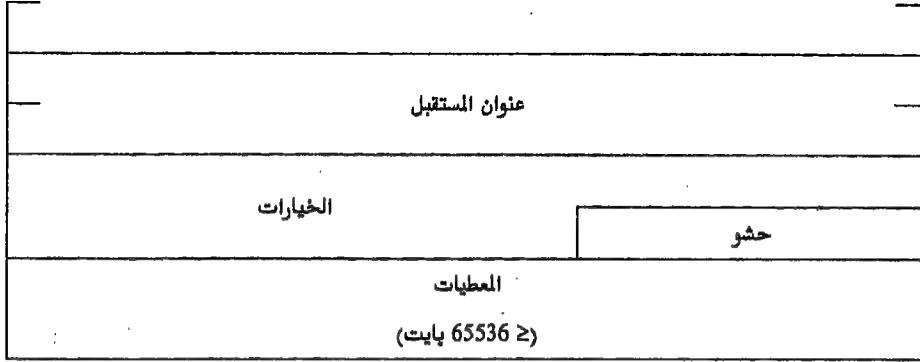 عنوان المستقبل
الخيارات
حشو
المعطيات
(≤ 65536 بايت)